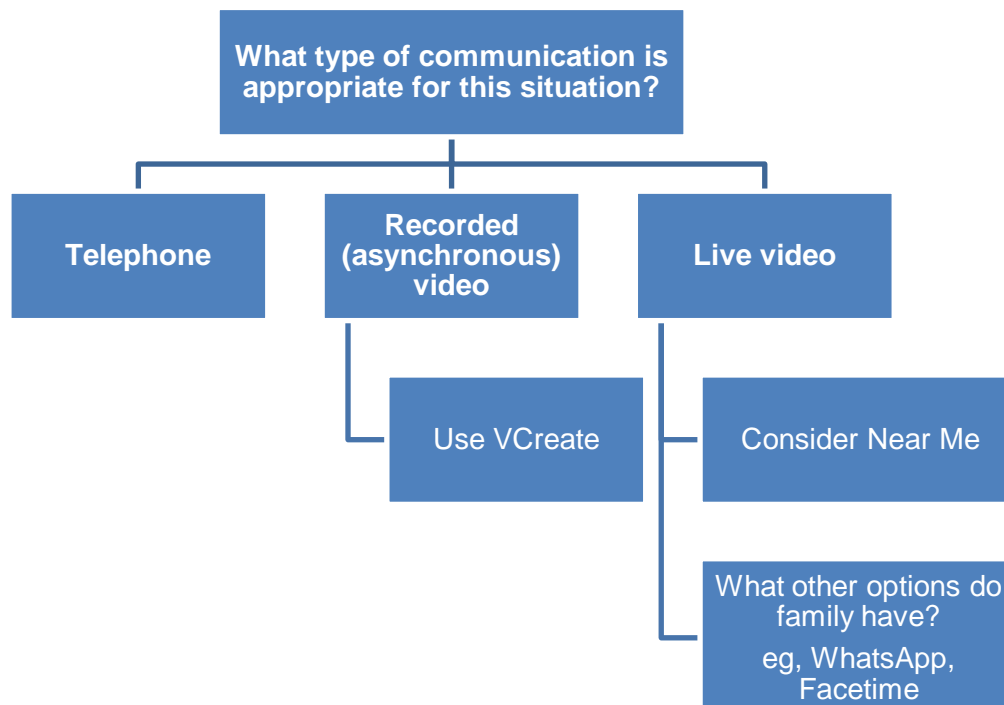 What type of communication is
appropriate for this situation?
Telephone
Recorded
(asynchronous)
video
Live video
Use VCreate
Consider Near Me
What other options do
family have?
eg, WhatsApp,
Facetime